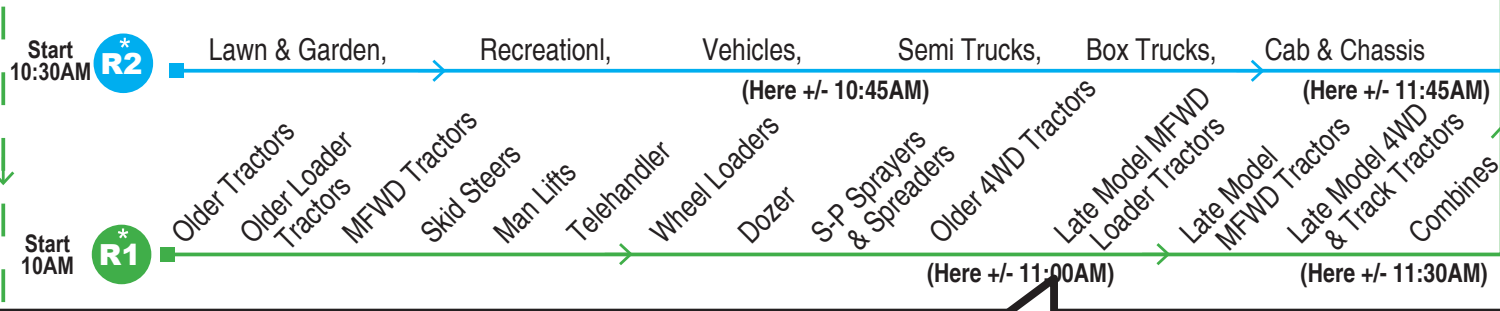 Start
10:30AM
*
R2
Lawn & Garden, Recreationl, Vehicles, Semi Trucks, Box Trucks, Cab & Chassis
(Here +/- 10:45AM) (Here +/- 11:45AM)
Older Tractors
Older Loader
Tractors
MFWD Tractors
Skid Steers
Man Lifts
Telehandler
Wheel Loaders
Dozer
S-P Sprayers
& Spreaders
Older 4WD Tractors
Late Model MFWD
Loader Tractors
Late Model
MFWD Tractors
Late Model 4WD
& Track Tractors
Combines
Start
10AM
*
R1
(Here +/- 11:00AM) (Here +/- 11:30AM)